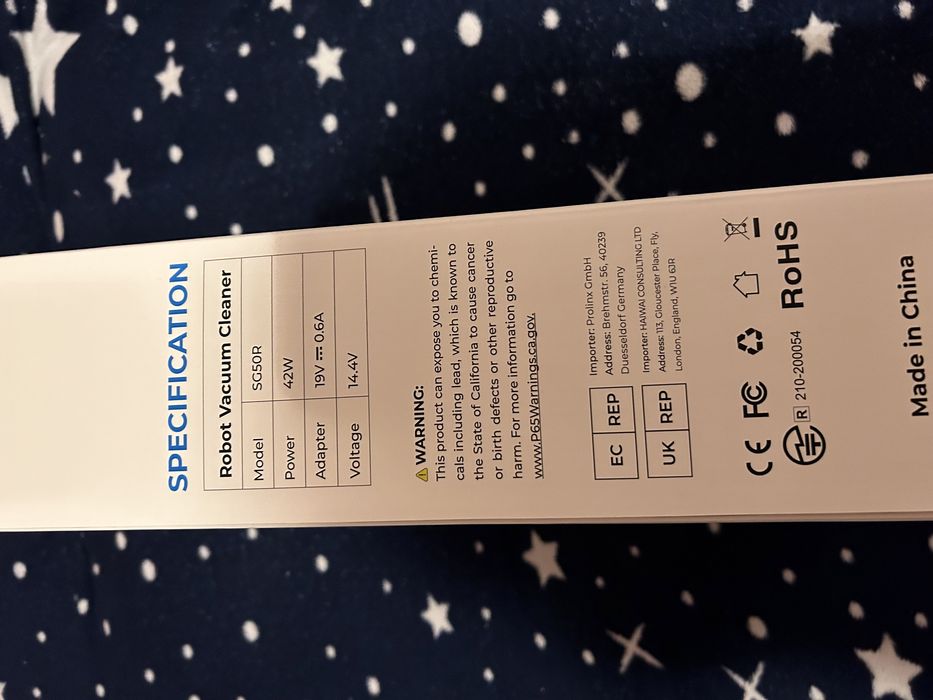 SPECIFICATION
Robot Vacuum Cleaner
Model SG50R
Power 42W
Adapter 19V ⎓ 0.6A
Voltage 14.4V
WARNING:
This product can expose you to chemi-
cals including lead, which is known to
the State of California to cause cancer
or birth defects or other reproductive
harm. For more information go to
www.P65Warnings.ca.gov.
EC REP
Importer: Prolinx GmbH
Address: Brehmstr. 56, 40239
Duesseldorf Germany
UK REP
Importer: HAIWAI CONSULTING LTD
Address: 113, Gloucester Place, Fly,
London, England, W1U 6JR
CE FC
R 210-200054
RoHS
Made in China